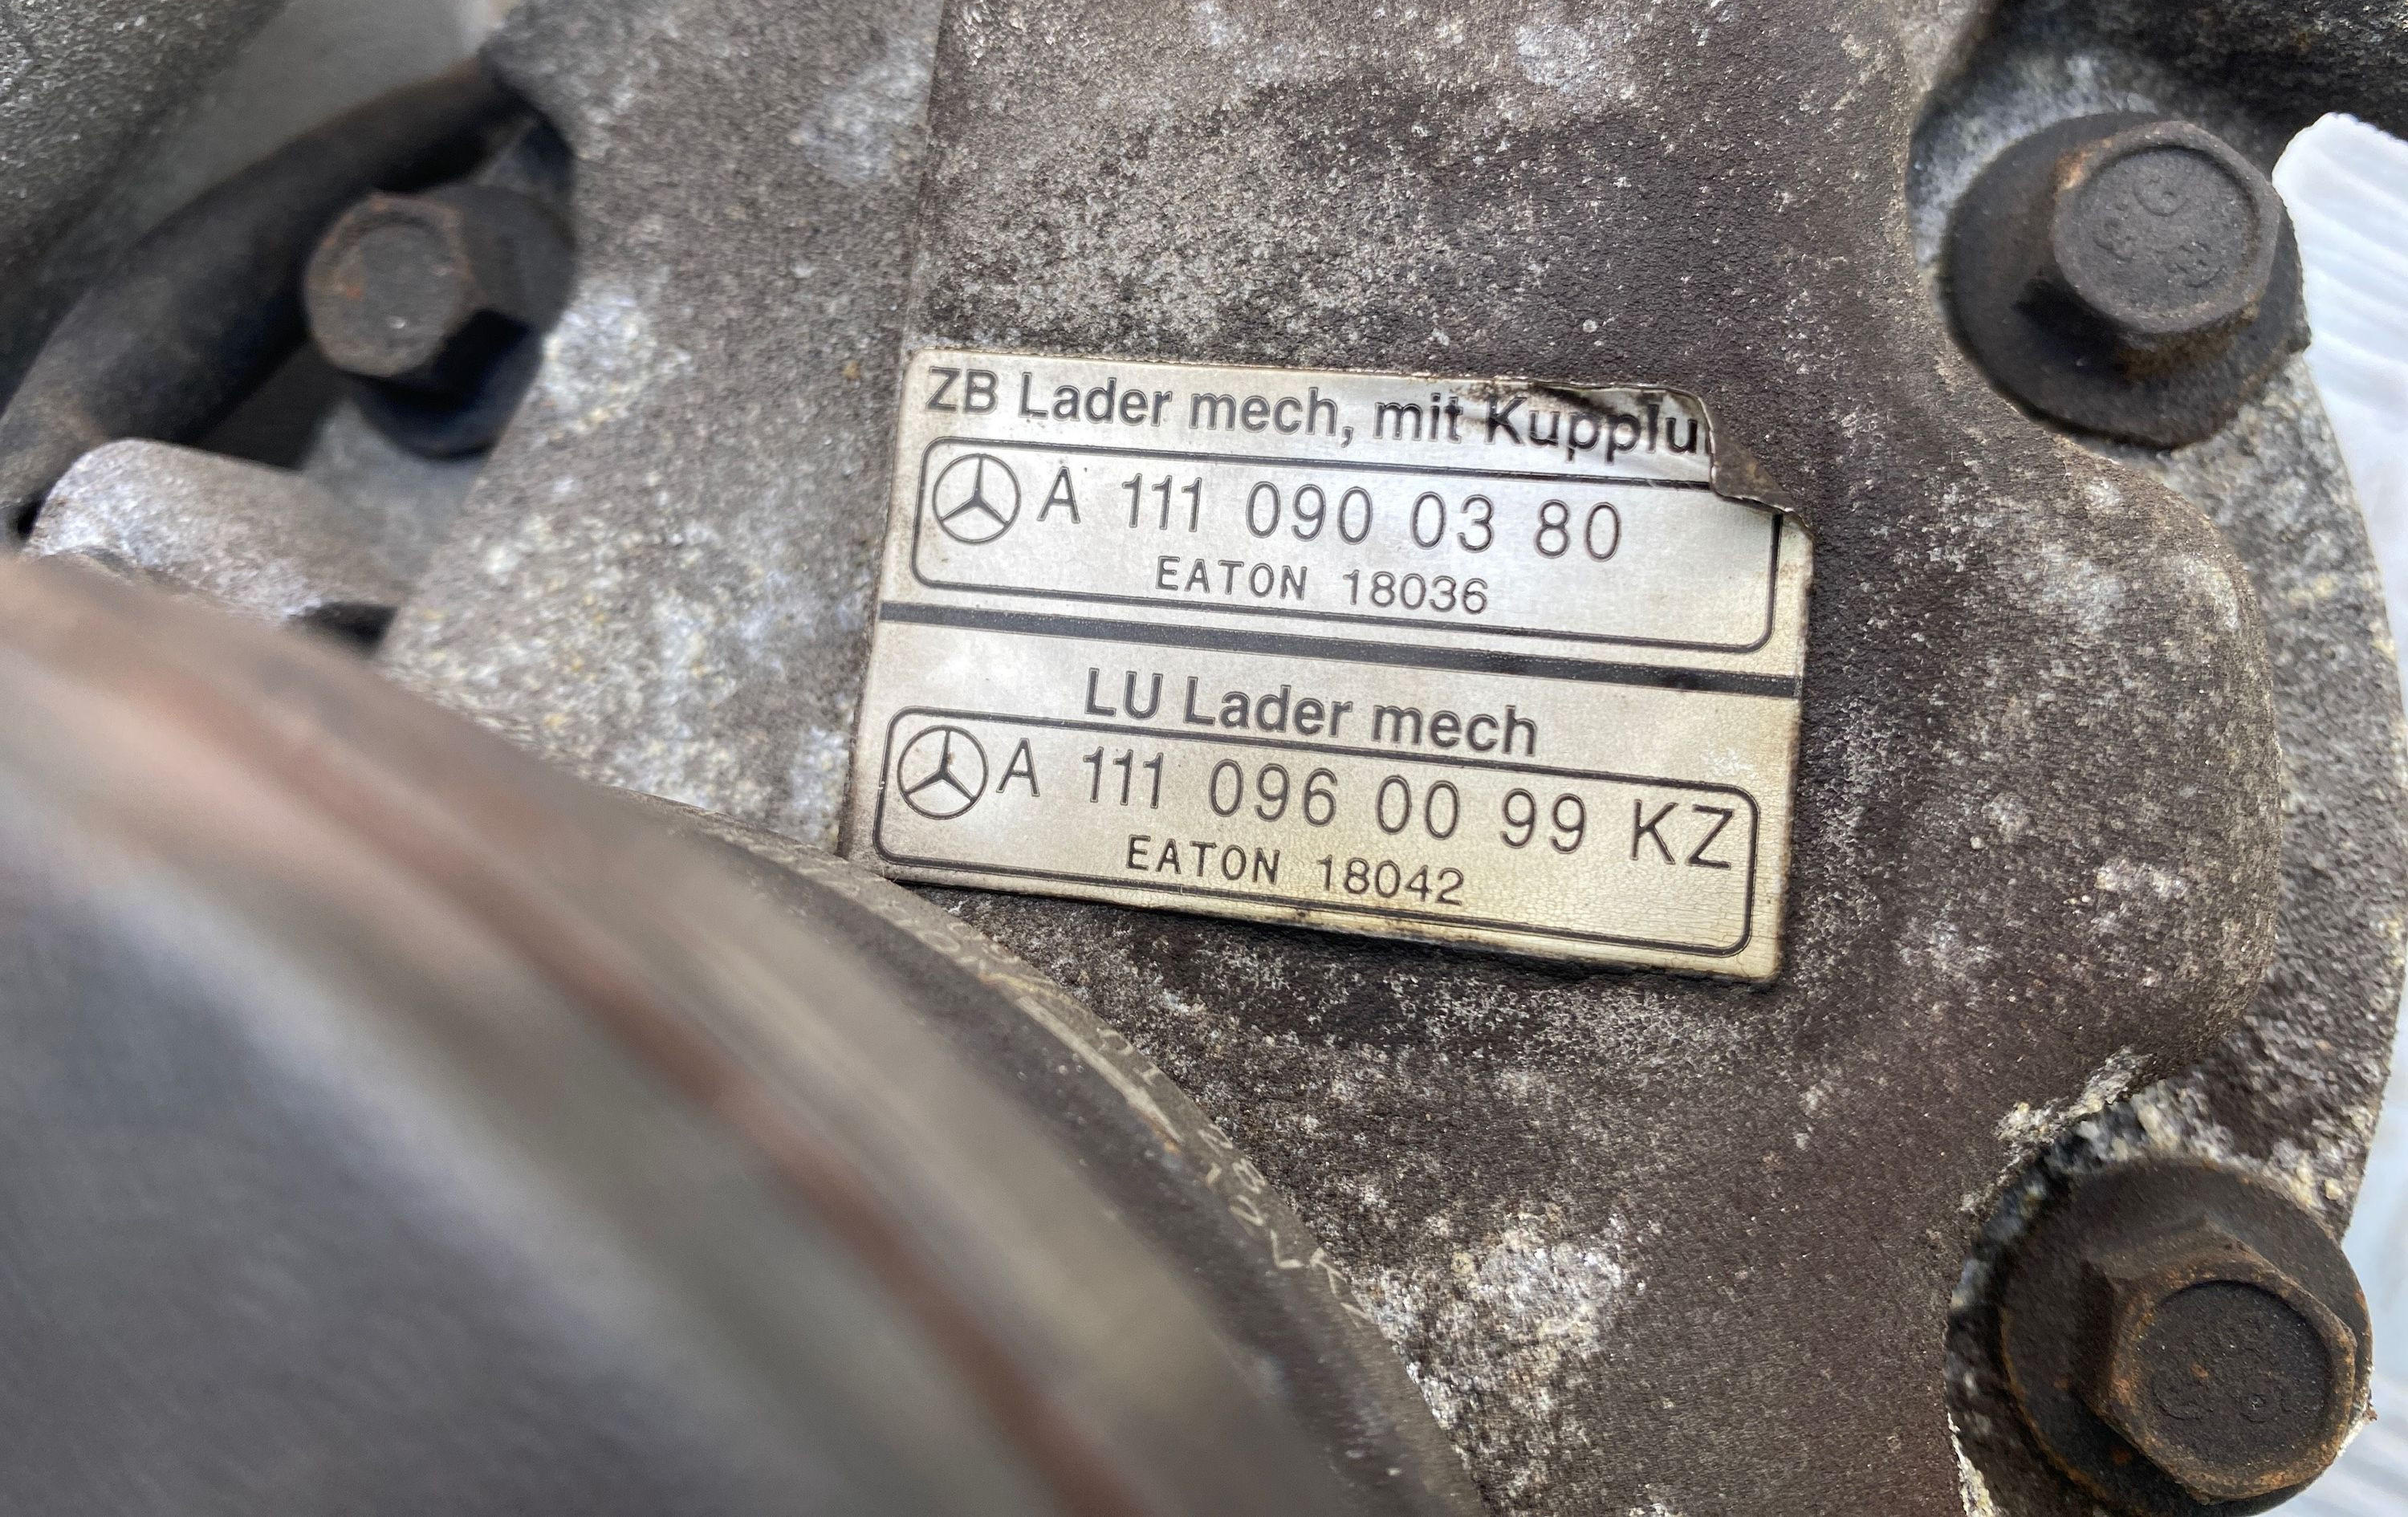 ZB Lader mech, mit Kupplu
A 111 090 03 80
EATON 18036
LU Lader mech
A 111 096 00 99 KZ
EATON 18042